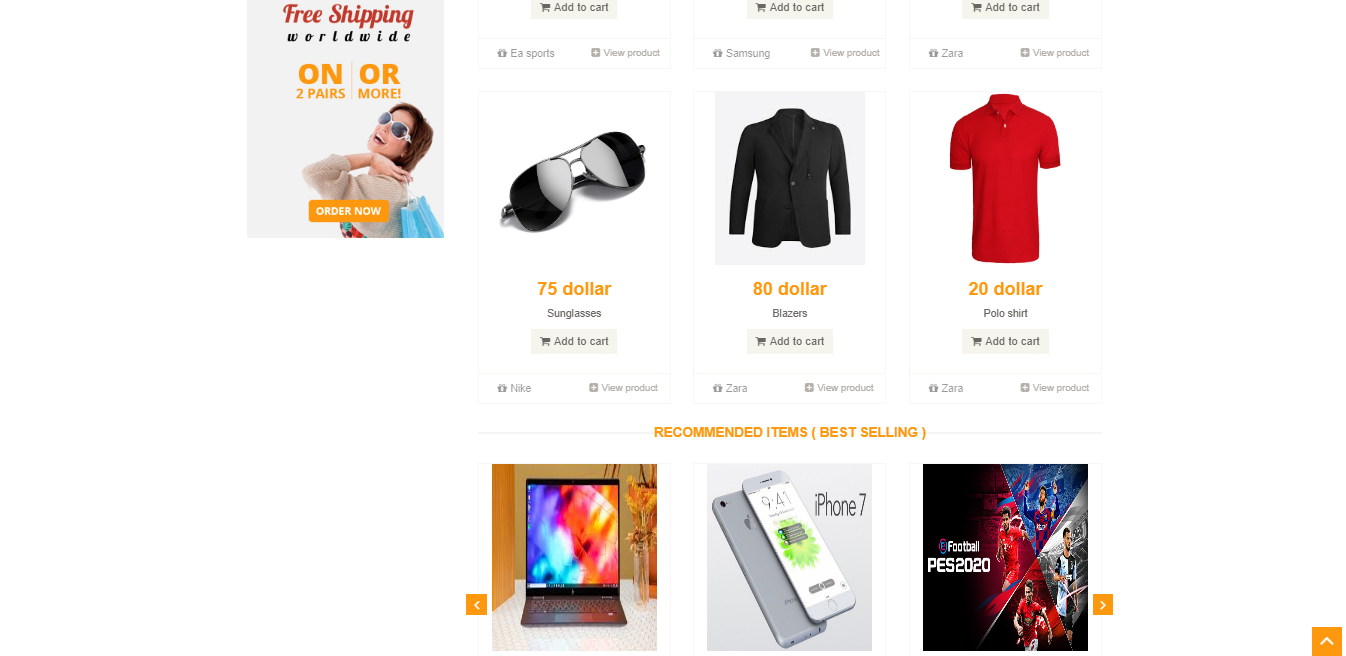 Free Shipping
worldwide
ON OR
2 PAIRS MORE!
ORDER NOW
Add to cart
Add to cart
Add to cart
Ea sports
View product
Samsung
View product
Zara
View product
75 dollar
Sunglasses
Add to cart
Nike
View product
80 dollar
Blazers
Add to cart
Zara
View product
20 dollar
Polo shirt
Add to cart
Zara
View product
RECOMMENDED ITEMS ( BEST SELLING )
9:41
iPhone 7
Football
PES2020